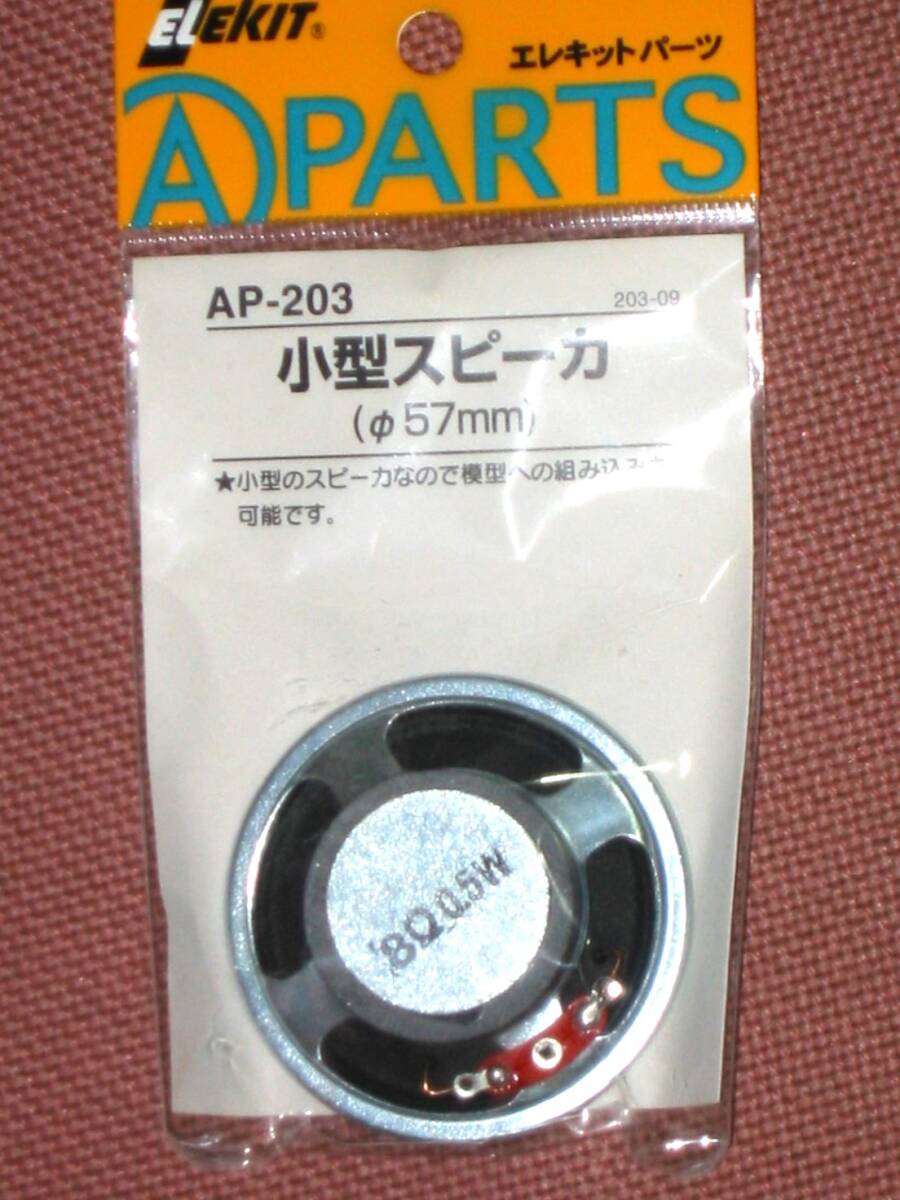 ELEKIT®
エレキットパーツ
A PARTS
AP-203
203-09
小型スピーカ
(φ57mm)
★小型のスピーカなので模型への組み込み
可能です。
8Ω0.5W